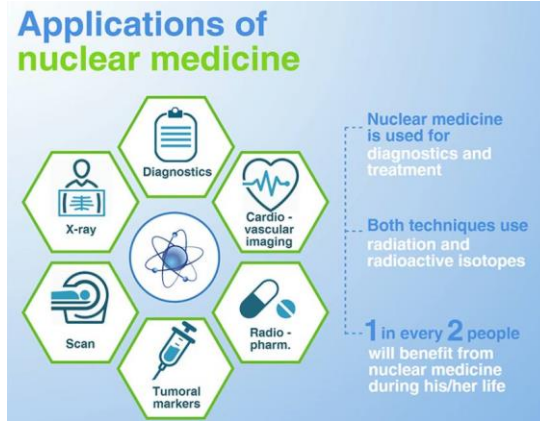 Applications of
nuclear medicine
Diagnostics
X-ray
Cardio -
vascular
imaging
Scan
Radio -
pharm.
Tumoral
markers
Nuclear medicine
is used for
diagnostics and
treatment
Both techniques use
radiation and
radioactive isotopes
1 in every 2 people
will benefit from
nuclear medicine
during his/her life